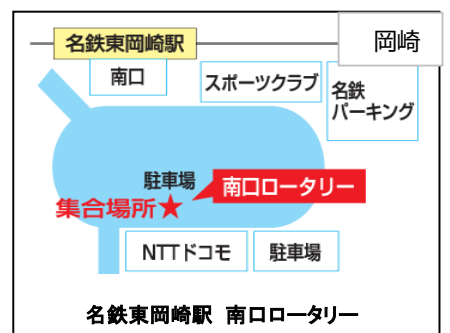 岡崎
名鉄東岡崎駅
南口
スポーツクラブ
名鉄
パーキング
駐車場
南口ロータリー
集合場所★
NTTドコモ
駐車場
名鉄東岡崎駅 南口ロータリー